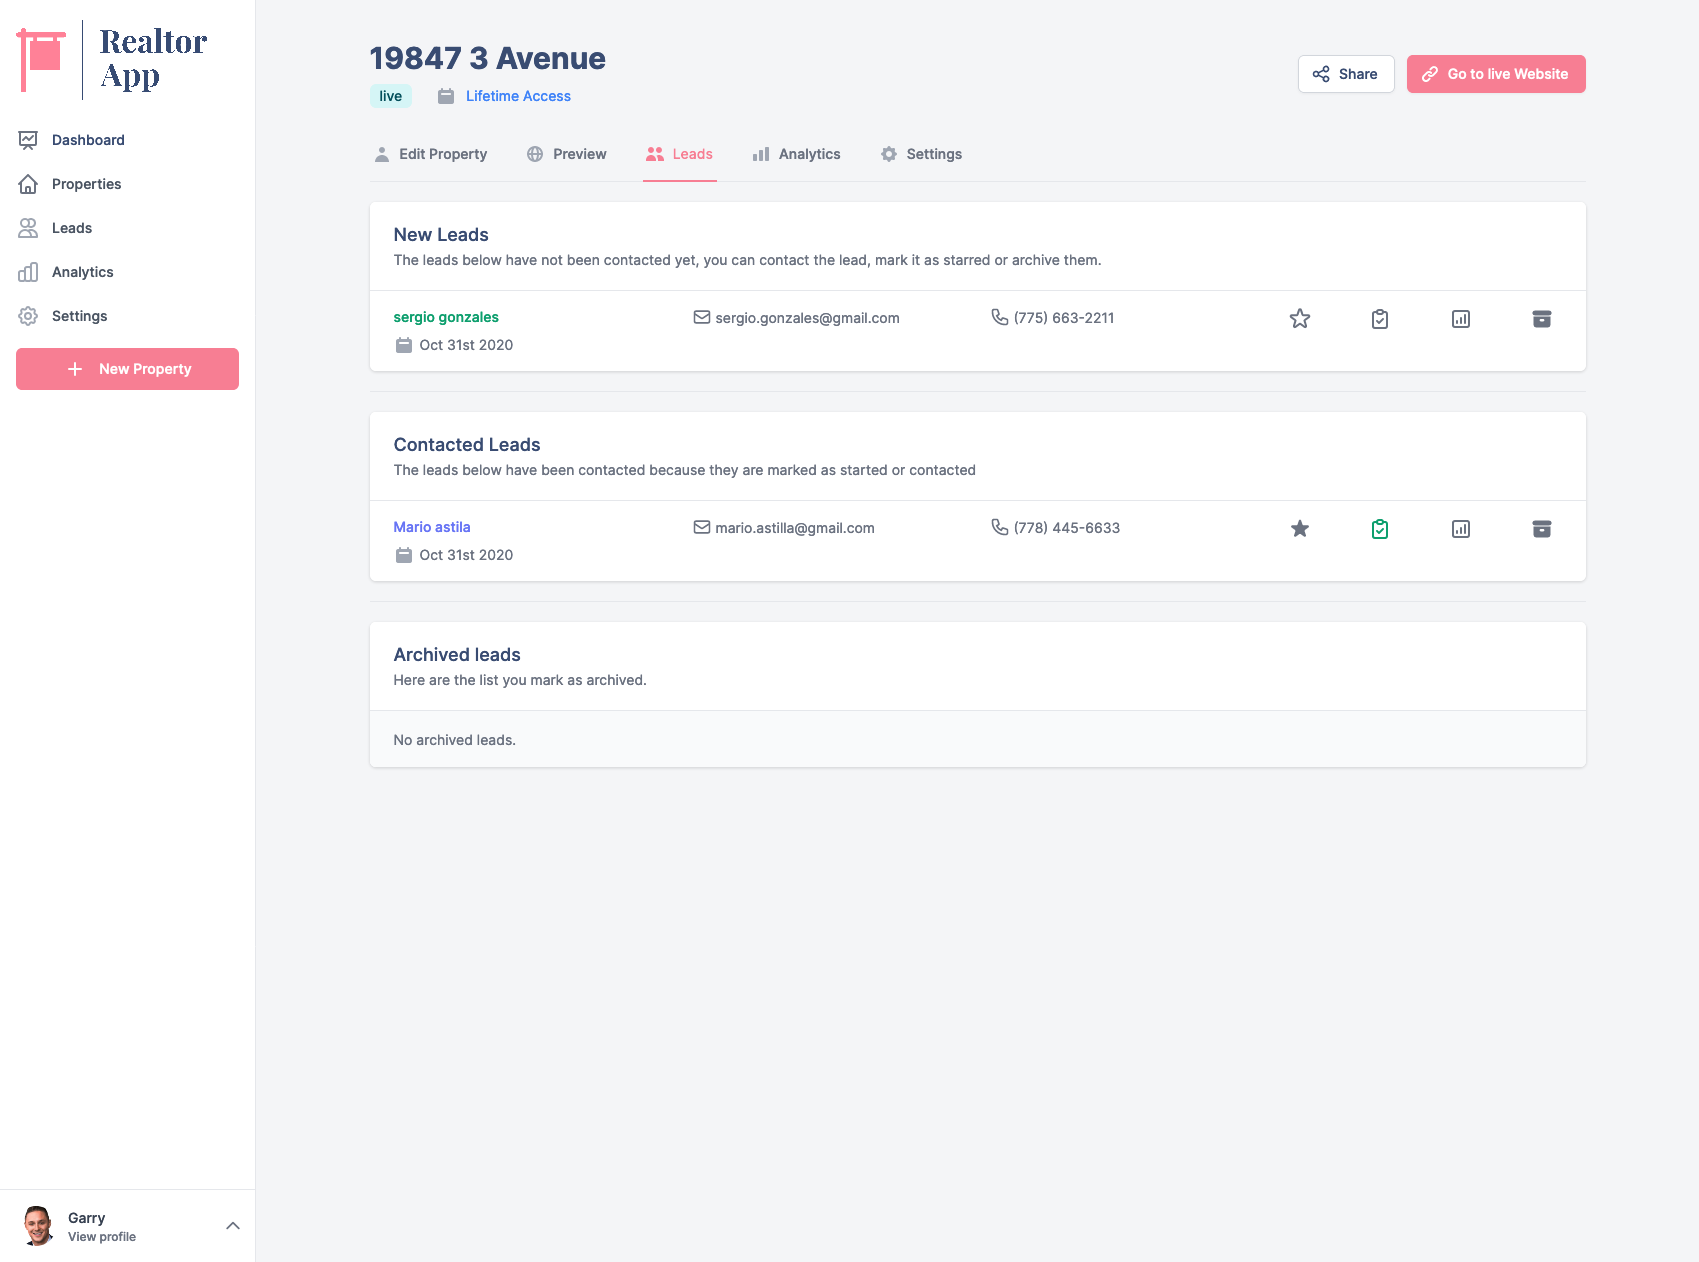 Realtor
App
Dashboard
Properties
Leads
Analytics
Settings
New Property
19847 3 Avenue
live Lifetime Access
Share Go to live Website
Edit Property Preview Leads Analytics Settings
New Leads
The leads below have not been contacted yet, you can contact the lead, mark it as starred or archive them.
sergio gonzales sergio.gonzales@gmail.com (775) 663-2211
Oct 31st 2020
Contacted Leads
The leads below have been contacted because they are marked as started or contacted
Mario astila mario.astilla@gmail.com (778) 445-6633
Oct 31st 2020
Archived leads
Here are the list you mark as archived.
No archived leads.
Garry
View profile